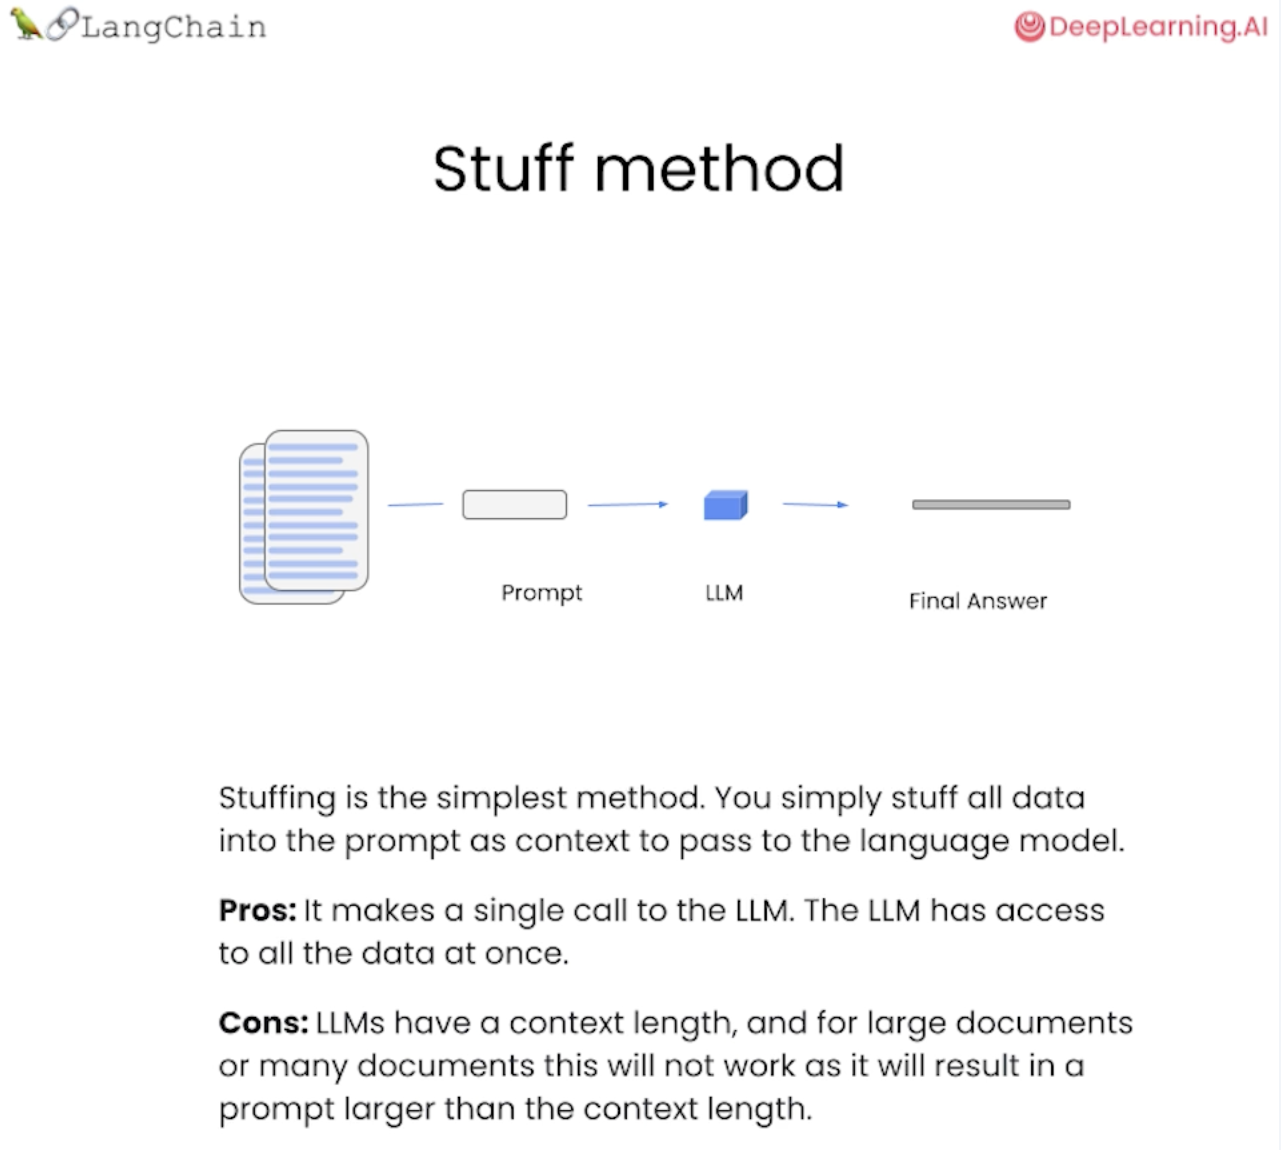 LangChain
DeepLearning.AI
Stuff method
Prompt
LLM
Final Answer
Stuffing is the simplest method. You simply stuff all data
into the prompt as context to pass to the language model.
Pros: It makes a single call to the LLM. The LLM has access
to all the data at once.
Cons: LLMs have a context length, and for large documents
or many documents this will not work as it will result in a
prompt larger than the context length.